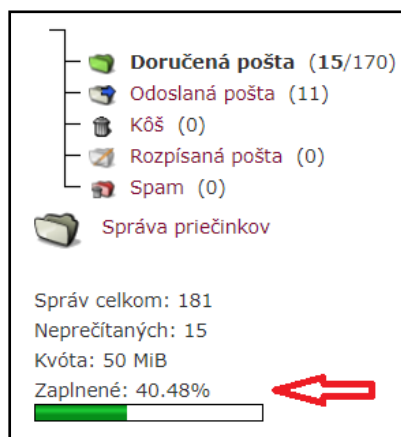 Doručená pošta (15/170)
Odoslaná pošta (11)
Kôš (0)
Rozpísaná pošta (0)
Spam (0)
Správa priečinkov
Správ celkom: 181
Neprečítaných: 15
Kvóta: 50 MiB
Zaplnené: 40.48%